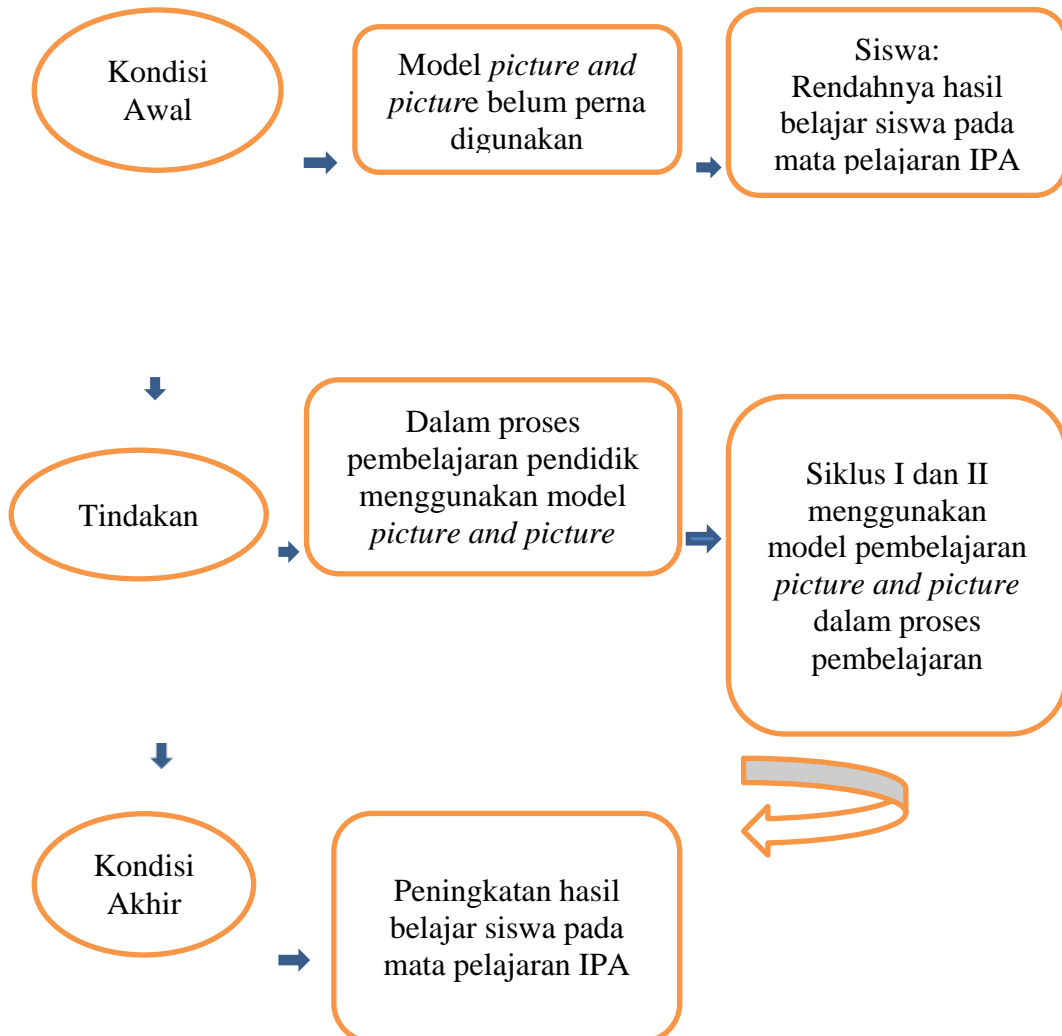 Kondisi
Awal
Model picture and
picture belum perna
digunakan
Siswa:
Rendahnya hasil
belajar siswa pada
mata pelajaran IPA
Tindakan
Dalam proses
pembelajaran pendidik
menggunakan model
picture and picture
Siklus I dan II
menggunakan
model pembelajaran
picture and picture
dalam proses
pembelajaran
Kondisi
Akhir
Peningkatan hasil
belajar siswa pada
mata pelajaran IPA